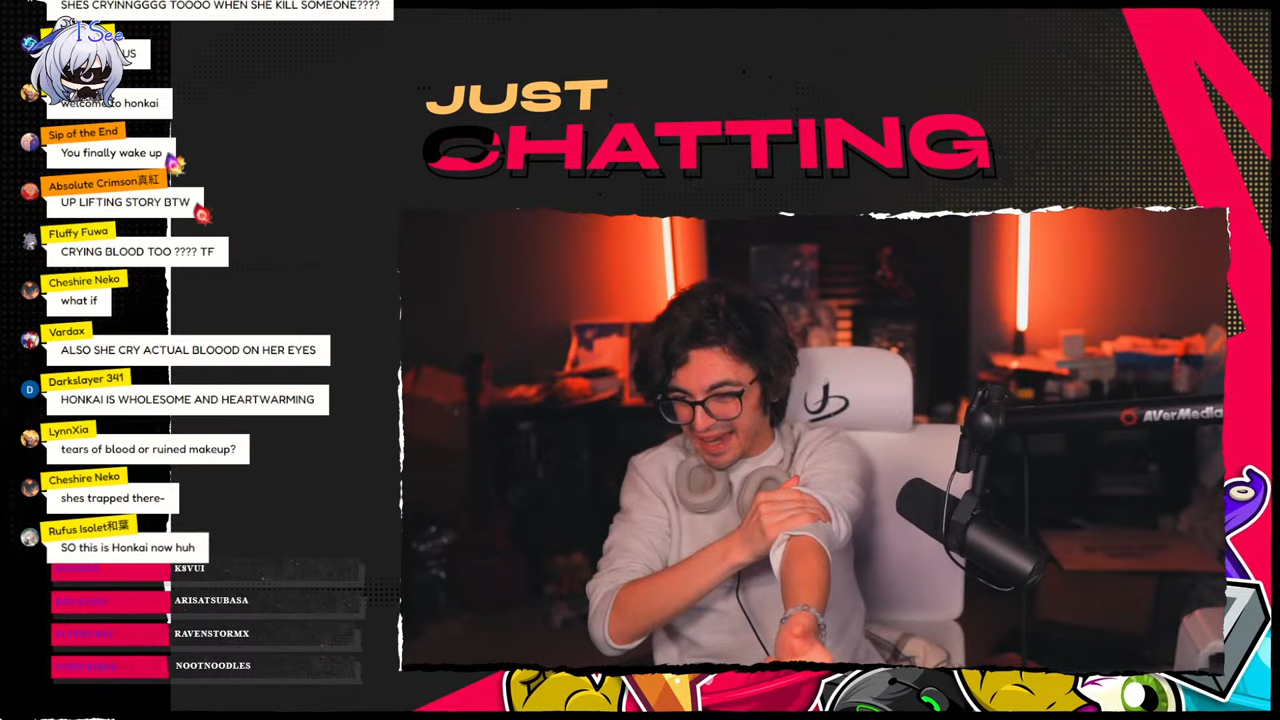 SHES CRYINNGGGG TOOOO WHEN SHE KILL SOMEONE????
I See
US
welcome to honkai
Sip of the End
You finally wake up
Absolute Crimson真紅
UP LIFTING STORY BTW
Fluffy Fuwa
CRYING BLOOD TOO ???? TF
Cheshire Neko
what if
Vardax
ALSO SHE CRY ACTUAL BLOOOD ON HER EYES
D
Darkslayer 341
HONKAI IS WHOLESOME AND HEARTWARMING
LynnXia
tears of blood or ruined makeup?
Cheshire Neko
shes trapped there-
Rufus Isolet和葉
SO this is Honkai now huh
K8VUI
ARISATSUBASA
RAVENSTORMX
NOOTNOODLES
JUST
CHATTING
AVerMedia